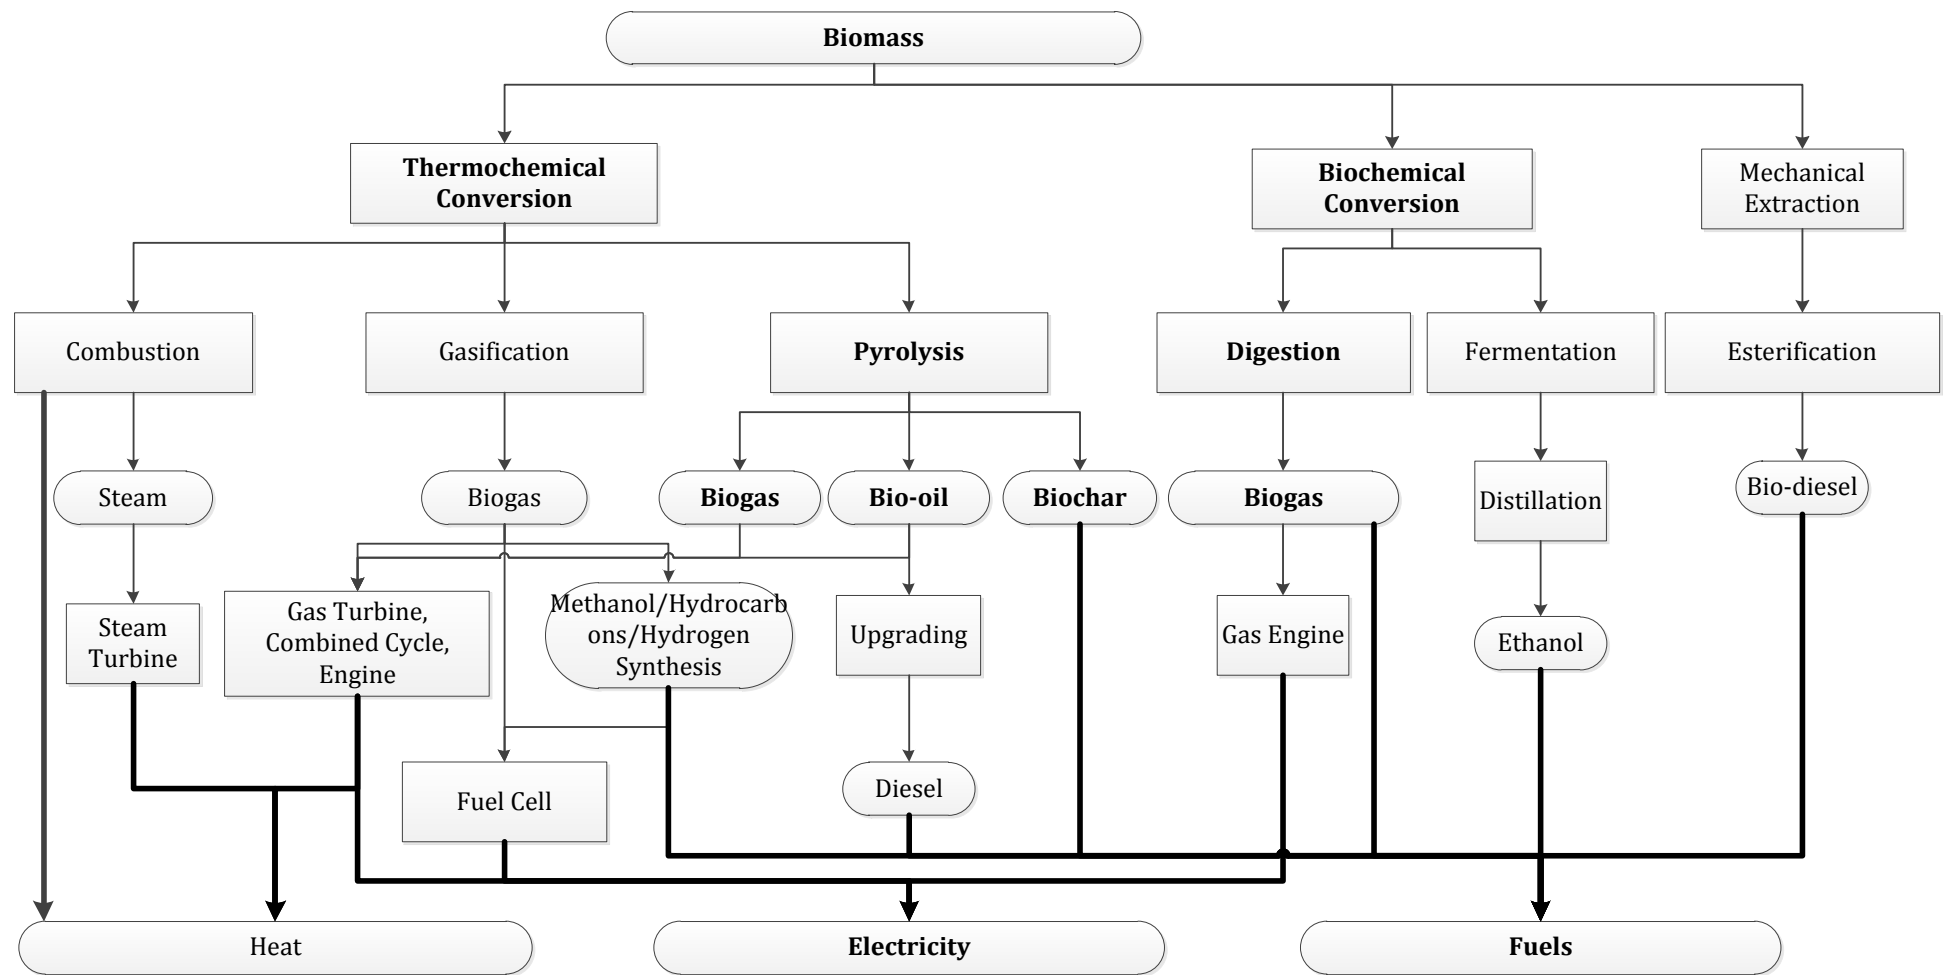 Biomass
Thermochemical
Conversion
Biochemical
Conversion
Mechanical
Extraction
Combustion
Gasification
Pyrolysis
Digestion
Fermentation
Esterification
Steam
Biogas
Biogas
Bio-oil
Biochar
Biogas
Distillation
Bio-diesel
Steam
Turbine
Gas Turbine,
Combined Cycle,
Engine
Methanol/Hydrocarb
ons/Hydrogen
Synthesis
Upgrading
Gas Engine
Ethanol
Fuel Cell
Diesel
Heat
Electricity
Fuels